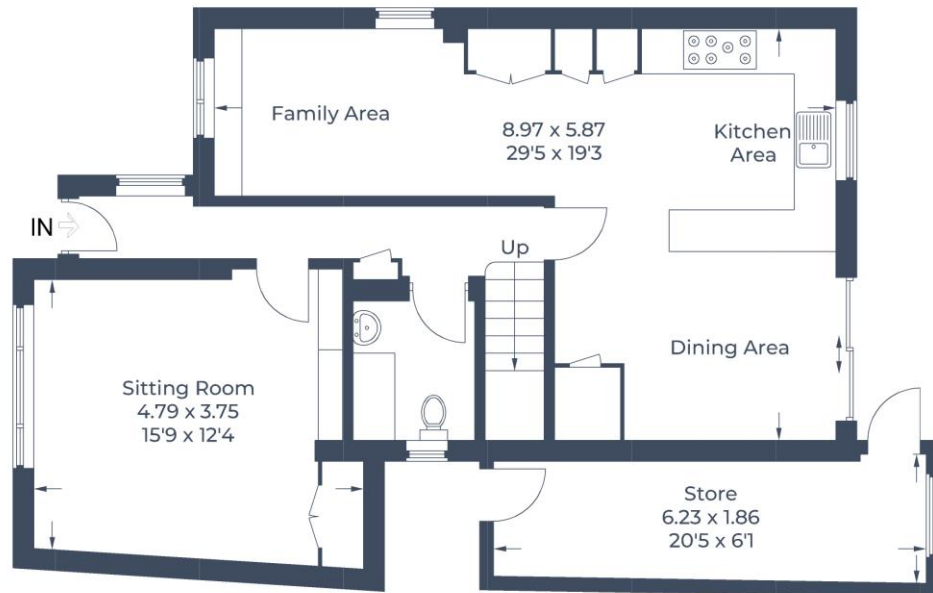 Family Area
8.97 x 5.87
29'5 x 19'3
Kitchen
Area
IN
Up
Dining Area
Sitting Room
4.79 x 3.75
15'9 x 12'4
Store
6.23 x 1.86
20'5 x 6'1